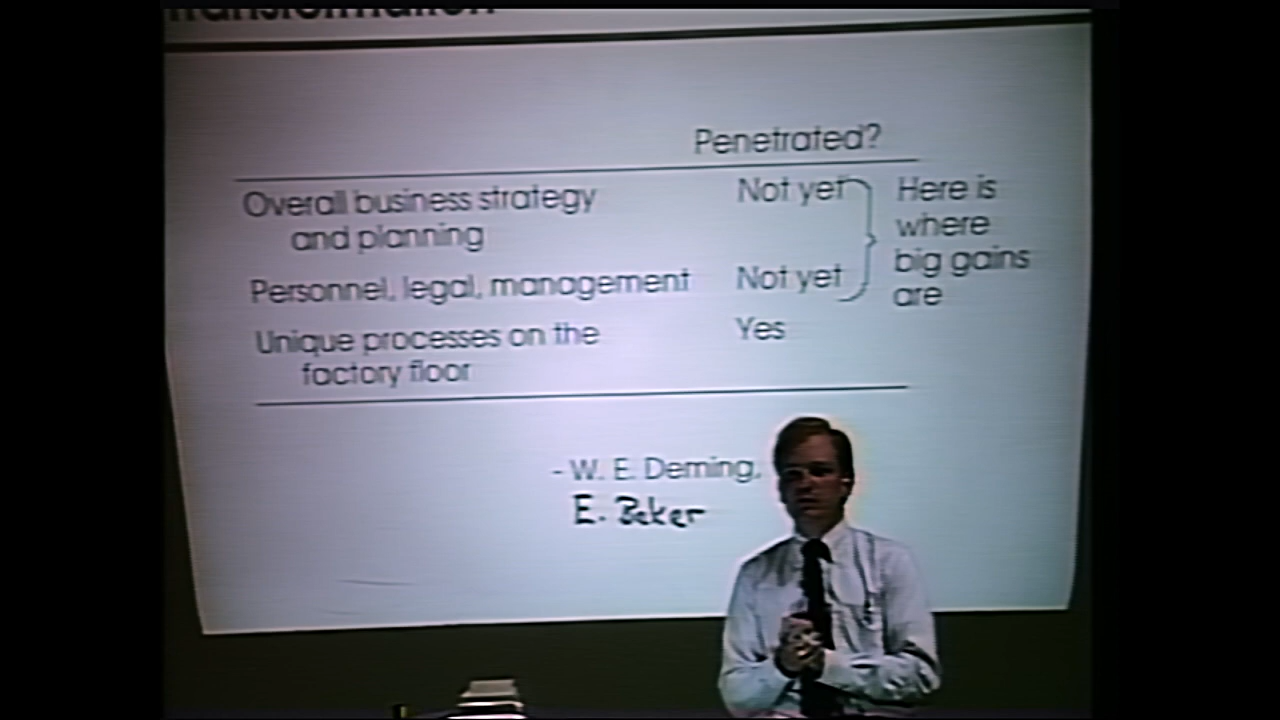 Transformation
Penetrated?
Overall business strategy and planning
Not yet
Personnel, legal, management
Not yet
Here is where big gains are
Unique processes on the factory floor
Yes
- W. E. Deming,
E. Baker